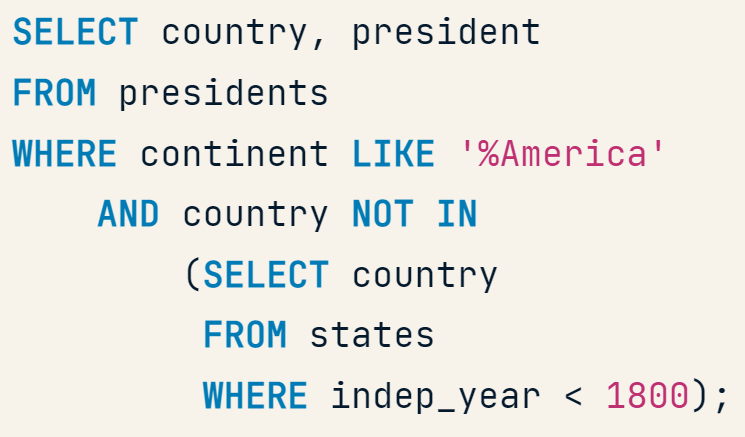 SELECT country, president
FROM presidents
WHERE continent LIKE '%America'
AND country NOT IN
(SELECT country
FROM states
WHERE indep_year < 1800);